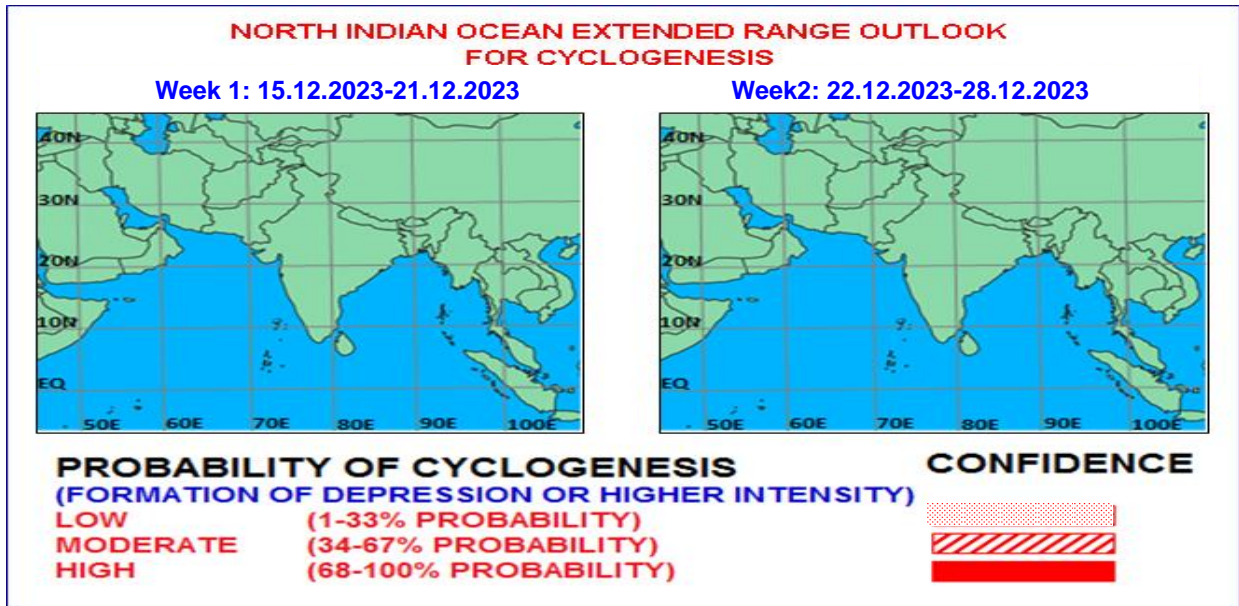 NORTH INDIAN OCEAN EXTENDED RANGE OUTLOOK
FOR CYCLOGENESIS
Week 1: 15.12.2023-21.12.2023
40N
30N
20N
10N
EQ
50E 60E 70E 80E 90E 100E
Week2: 22.12.2023-28.12.2023
40N
30N
20N
10N
EQ
50E 60E 70E 80E 90E 100E
PROBABILITY OF CYCLOGENESIS CONFIDENCE
(FORMATION OF DEPRESSION OR HIGHER INTENSITY)
LOW (1-33% PROBABILITY)
MODERATE (34-67% PROBABILITY)
HIGH (68-100% PROBABILITY)